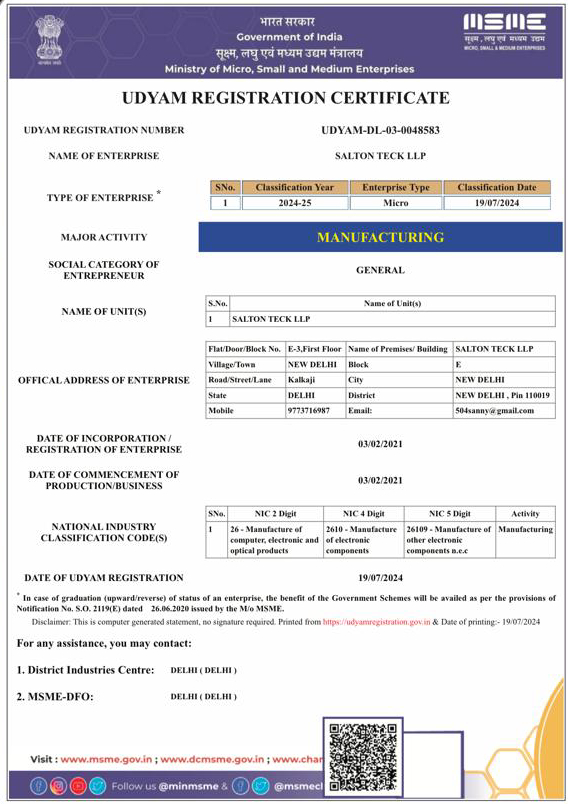 भारत सरकार
Government of India
सूक्ष्म, लघु एवं मध्यम उद्यम मंत्रालय
Ministry of Micro, Small and Medium Enterprises
MSME
सूक्ष्म, लघु एवं मध्यम उद्यम
MICRO, SMALL & MEDIUM ENTERPRISES
UDYAM REGISTRATION CERTIFICATE
UDYAM REGISTRATION NUMBER UDYAM-DL-03-0048583
NAME OF ENTERPRISE SALTON TECK LLP
TYPE OF ENTERPRISE *
SNo. Classification Year Enterprise Type Classification Date
1 2024-25 Micro 19/07/2024
MAJOR ACTIVITY MANUFACTURING
SOCIAL CATEGORY OF
ENTREPRENEUR
GENERAL
NAME OF UNIT(S)
S.No. Name of Unit(s)
1 SALTON TECK LLP
OFFICAL ADDRESS OF ENTERPRISE
Flat/Door/Block No. E-3,First Floor Name of Premises/ Building SALTON TECK LLP
Village/Town NEW DELHI Block E
Road/Street/Lane Kalkaji City NEW DELHI
State DELHI District NEW DELHI , Pin 110019
Mobile 9773716987 Email: 504sanny@gmail.com
DATE OF INCORPORATION /
REGISTRATION OF ENTERPRISE
03/02/2021
DATE OF COMMENCEMENT OF
PRODUCTION/BUSINESS
03/02/2021
NATIONAL INDUSTRY
CLASSIFICATION CODE(S)
SNo. NIC 2 Digit NIC 4 Digit NIC 5 Digit Activity
1 26 - Manufacture of 2610 - Manufacture 26109 - Manufacture of Manufacturing
computer, electronic and of electronic other electronic
optical products components components n.e.c
DATE OF UDYAM REGISTRATION 19/07/2024
* In case of graduation (upward/reverse) of status of an enterprise, the benefit of the Government Schemes will be availed as per the provisions of
Notification No. S.O. 2119(E) dated 26.06.2020 issued by the M/o MSME.
Disclaimer: This is computer generated statement, no signature required. Printed from https://udyamregistration.gov.in & Date of printing:- 19/07/2024
For any assistance, you may contact:
1. District Industries Centre: DELHI ( DELHI )
2. MSME-DFO: DELHI ( DELHI )
Visit : www.msme.gov.in ; www.dcmsme.gov.in ; www.char
Follow us @minmsme & @msmecl